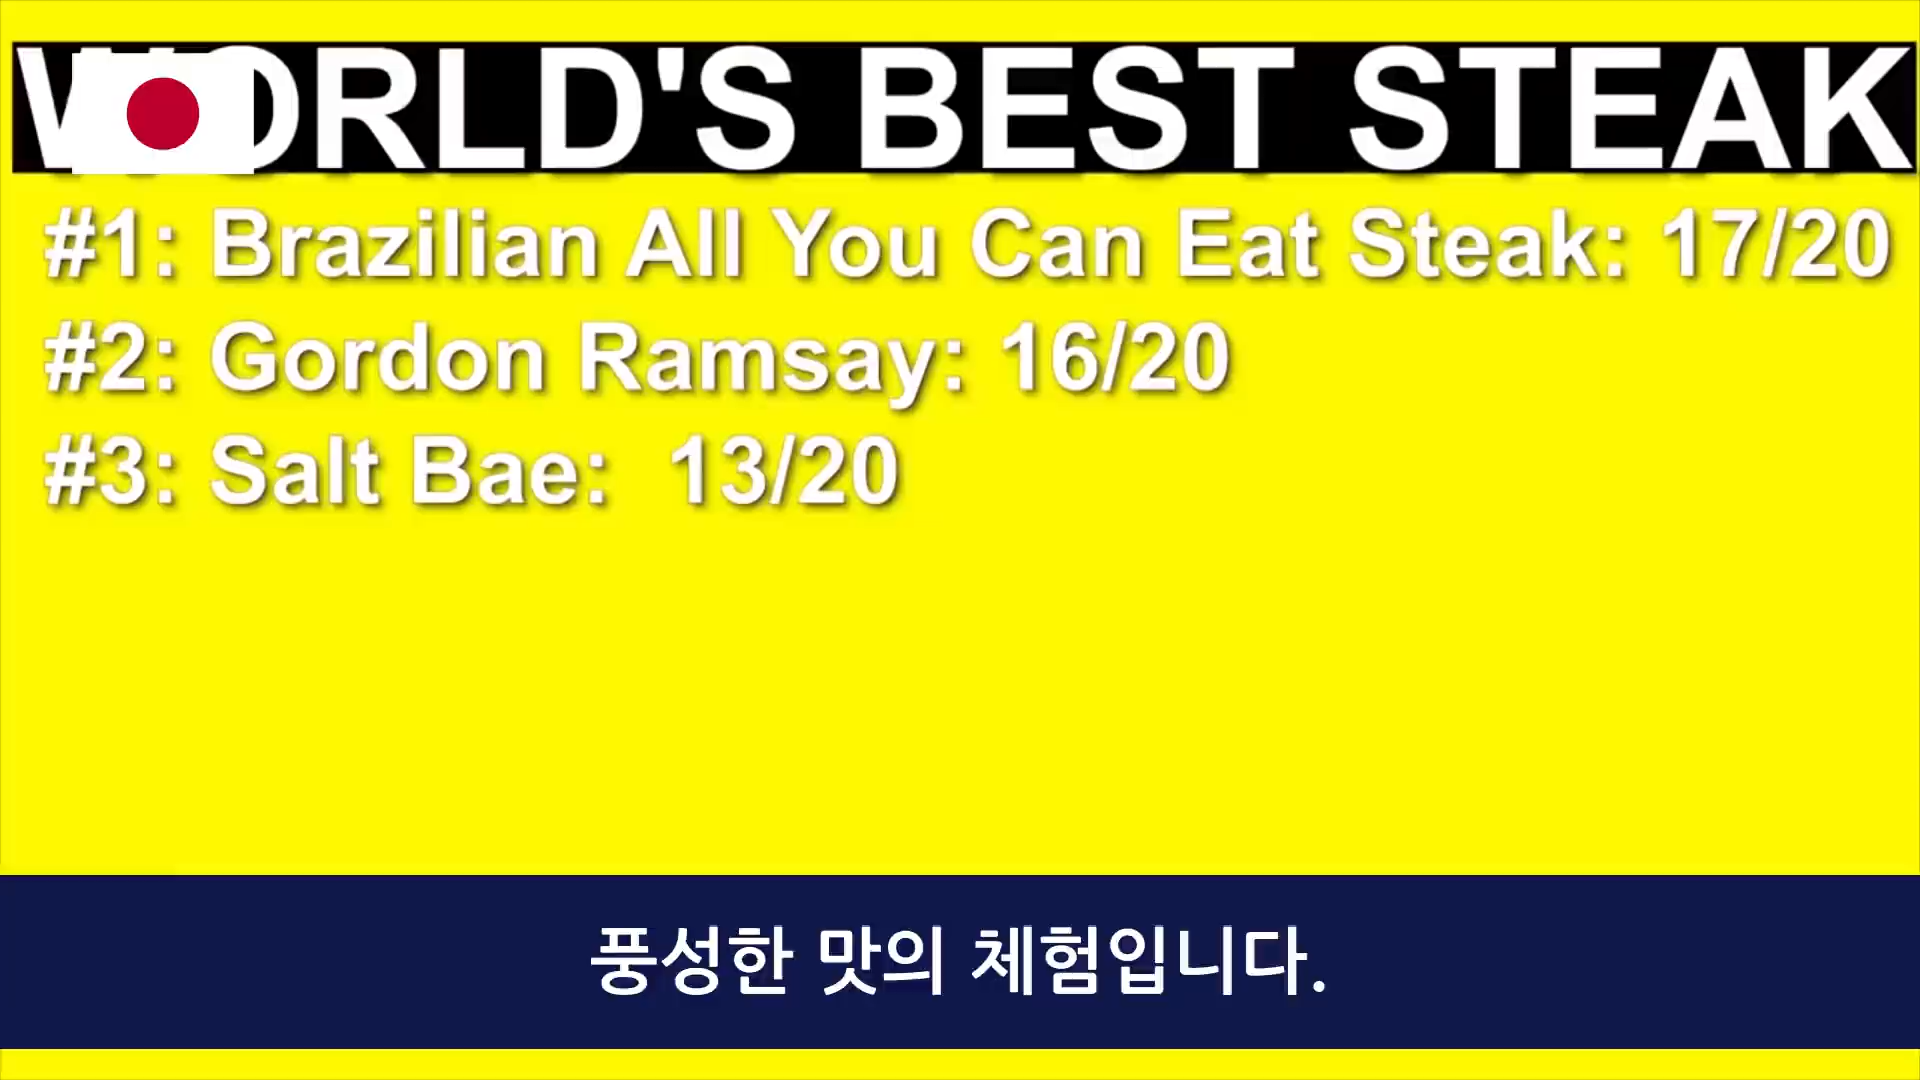 WORLD'S BEST STEAK
#1: Brazilian All You Can Eat Steak: 17/20
#2: Gordon Ramsay: 16/20
#3: Salt Bae: 13/20
풍성한 맛의 체험입니다.